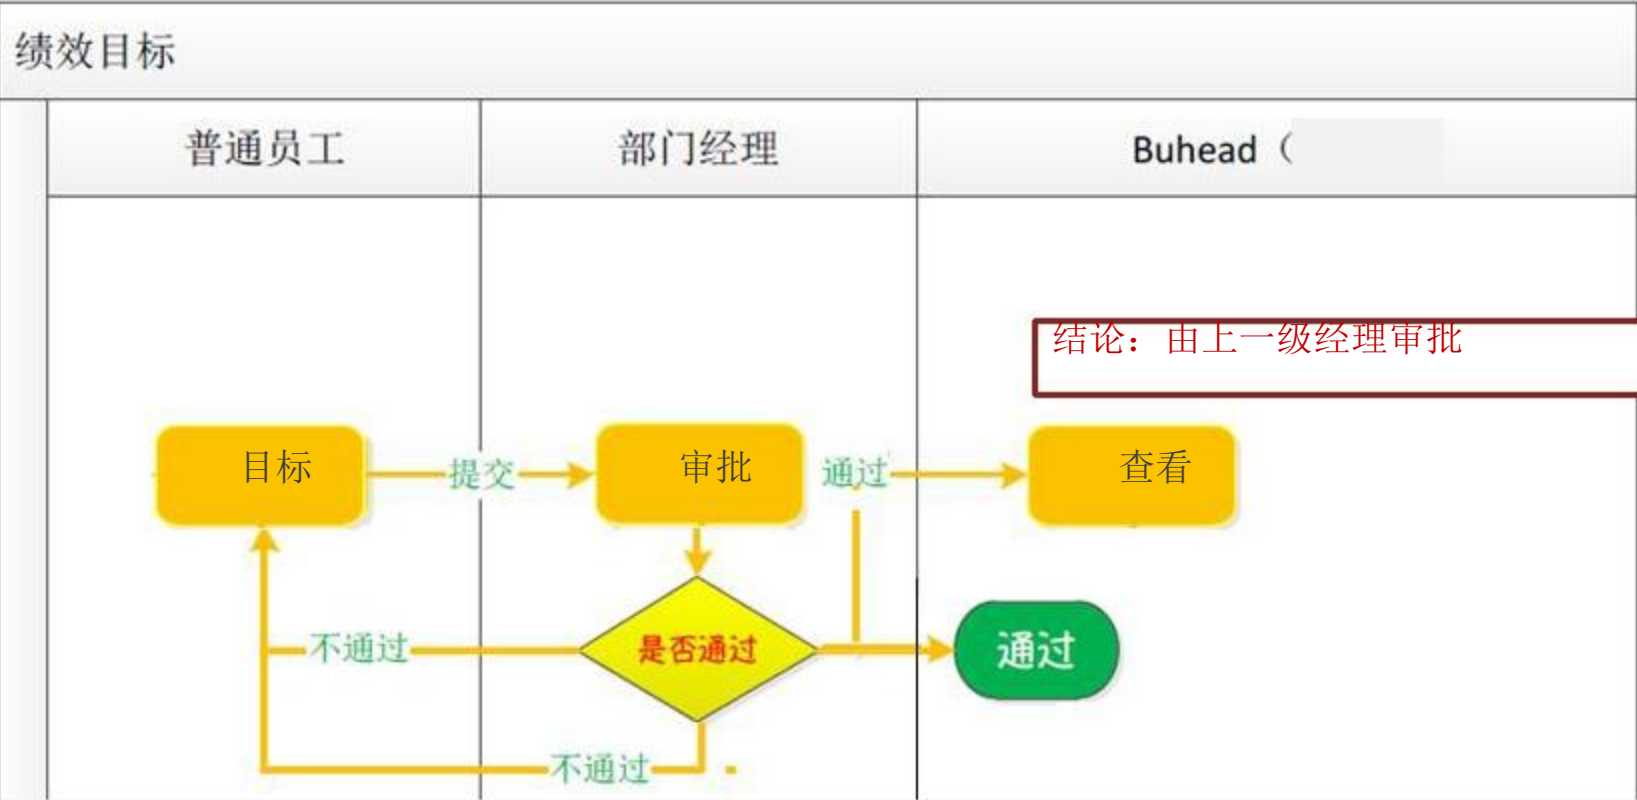 绩效目标
普通员工
部门经理
Buhead（
结论：由上一级经理审批
目标
提交
审批
通过
查看
不通过
是否通过
通过
不通过